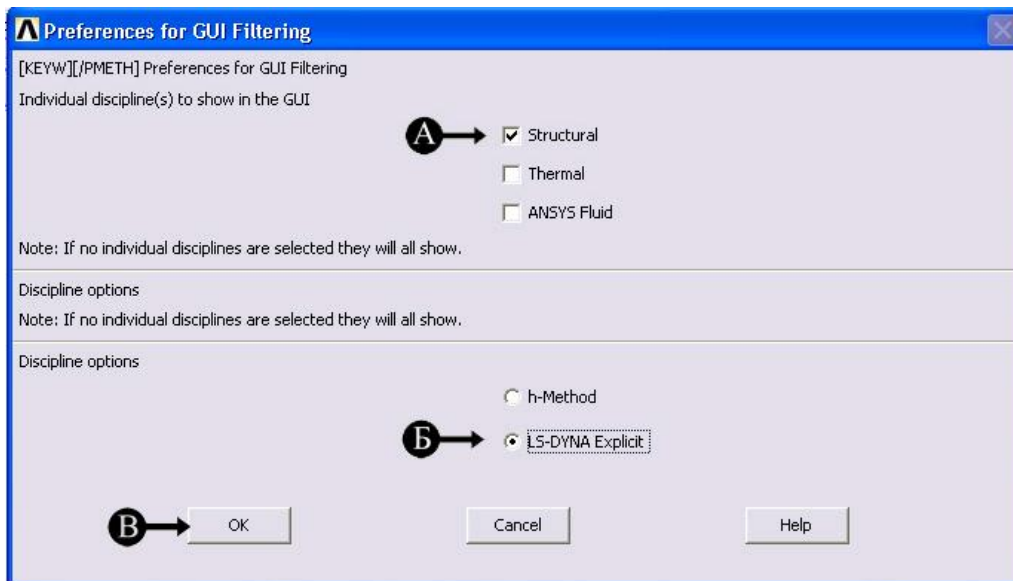 Preferences for GUI Filtering
[KEYW][/PMETH] Preferences for GUI Filtering
Individual discipline(s) to show in the GUI
А Structural
Thermal
ANSYS Fluid
Note: If no individual disciplines are selected they will all show.
Discipline options
Note: If no individual disciplines are selected they will all show.
Discipline options
h-Method
Б LS-DYNA Explicit
В OK Cancel Help